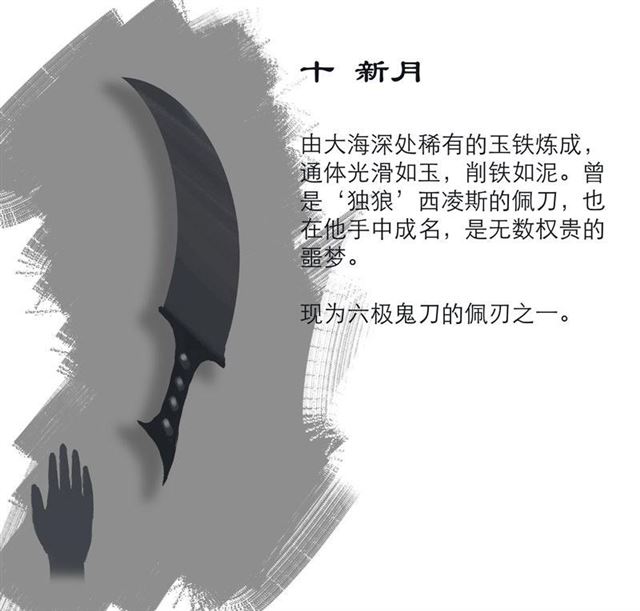 十 新月
由大海深处稀有的玉铁炼成，
通体光滑如玉，削铁如泥。曾
是‘独狼’西凌斯的佩刀，也
在他手中成名，是无数权贵的
噩梦。
现为六极鬼刀的佩刃之一。